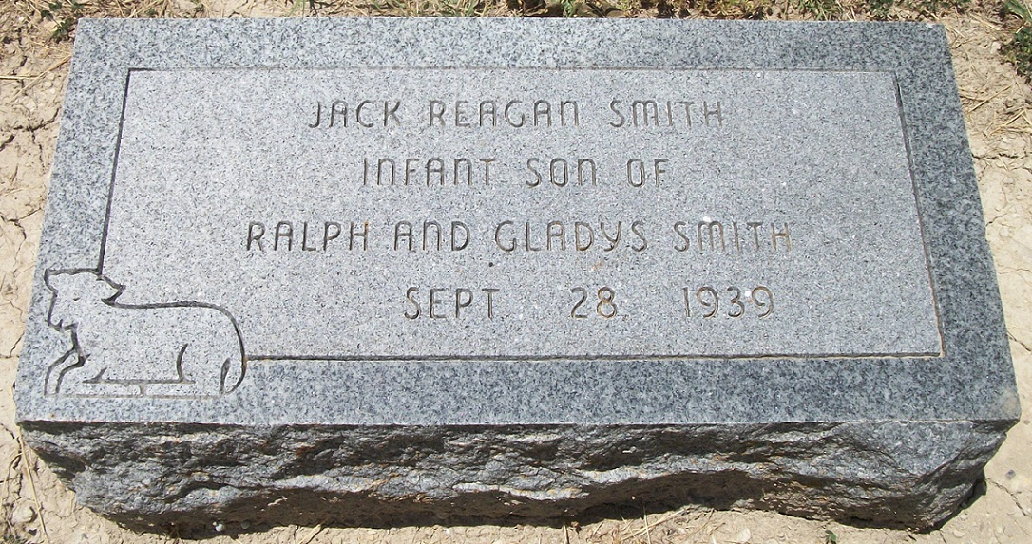 JACK REAGAN SMITH
INFANT SON OF
RALPH AND GLADYS SMITH
SEPT. 28 1939